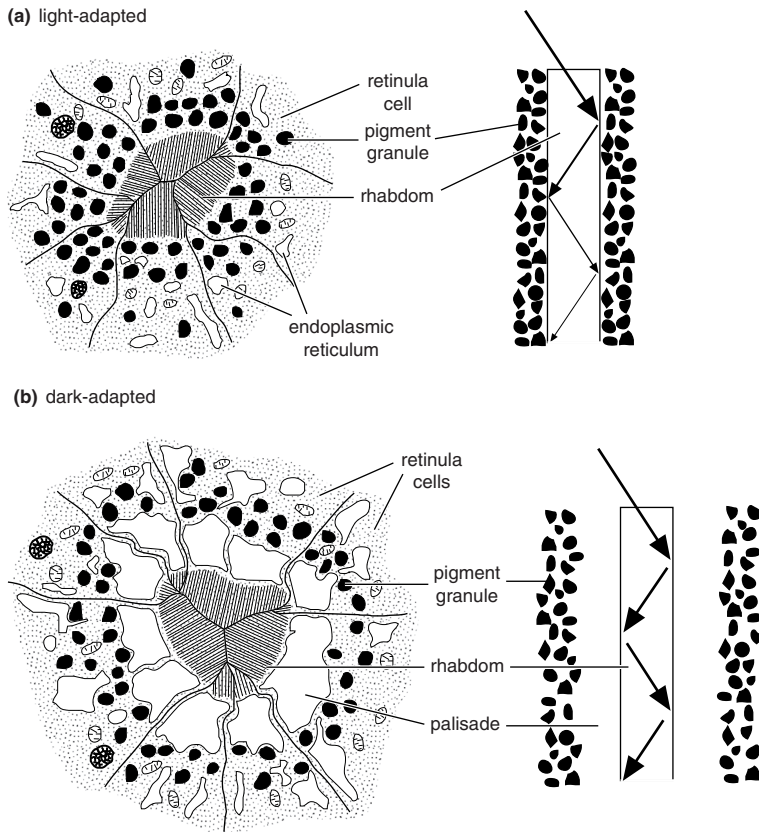 (a) light-adapted
retinula
cell
pigment
granule
rhabdom
endoplasmic
reticulum
(b) dark-adapted
retinula
cells
pigment
granule
rhabdom
palisade